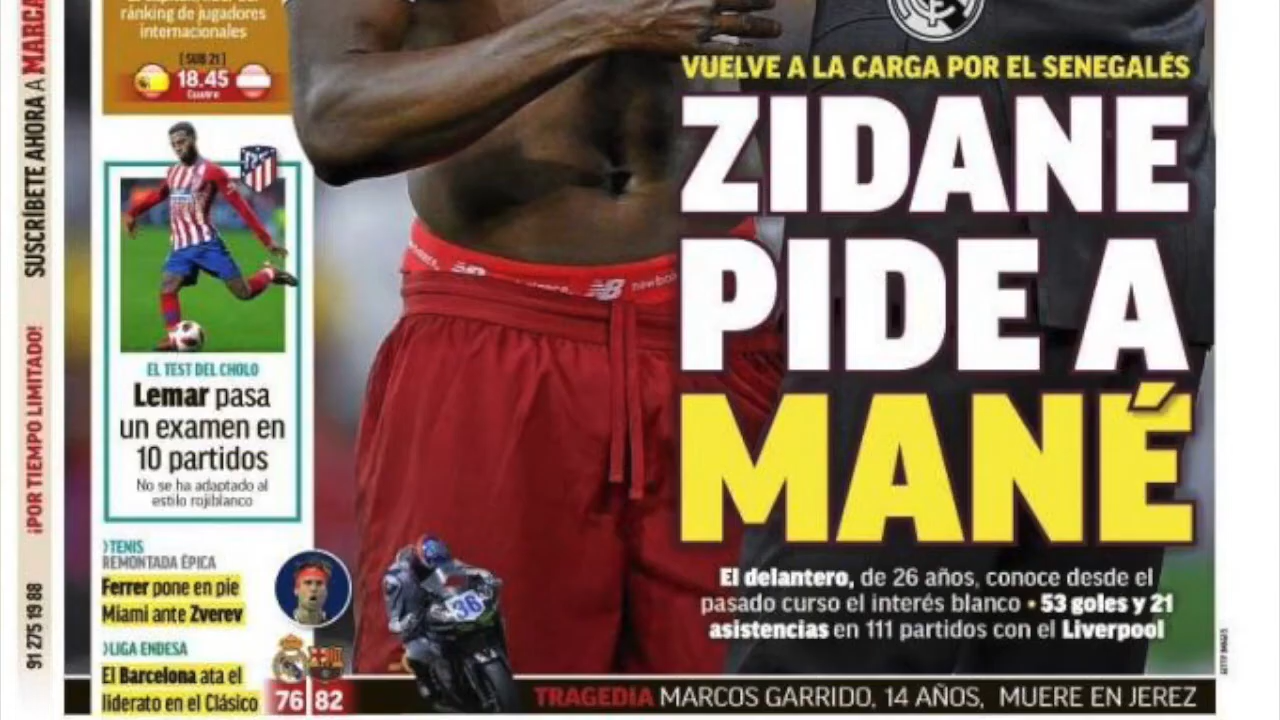 ránking de jugadores
internacionales
[SUB 21]
18.45
Cuatro
SUSCRÍBETE AHORA A MARCA
¡POR TIEMPO LIMITADO!
91 275 19 88
EL TEST DEL CHOLO
Lemar pasa
un examen en
10 partidos
No se ha adaptado al
estilo rojiblanco
TENIS
REMONTADA ÉPICA
Ferrer pone en pie
Miami ante Zverev
LIGA ENDESA
El Barcelona ata el
liderato en el Clásico
76 82
VUELVE A LA CARGA POR EL SENEGALÉS
ZIDANE
PIDE A
MANÉ
El delantero, de 26 años, conoce desde el
pasado curso el interés blanco • 53 goles y 21
asistencias en 111 partidos con el Liverpool
NB
36
TRAGEDIA MARCOS GARRIDO, 14 AÑOS, MUERE EN JEREZ